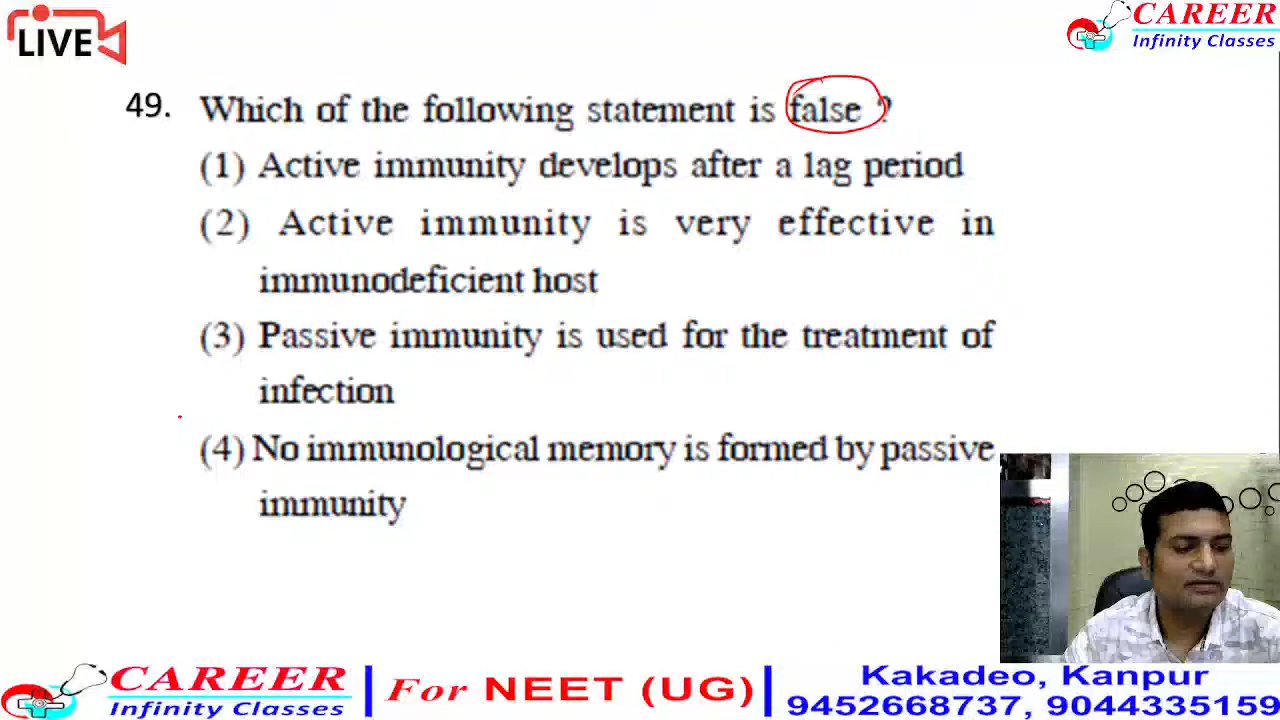 LIVE
CAREER
Infinity Classes
49. Which of the following statement is false ?
(1) Active immunity develops after a lag period
(2) Active immunity is very effective in
immunodeficient host
(3) Passive immunity is used for the treatment of
infection
(4) No immunological memory is formed by passive
immunity
CAREER
Infinity Classes
For NEET (UG)
Kakadeo, Kanpur
9452668737, 9044335159